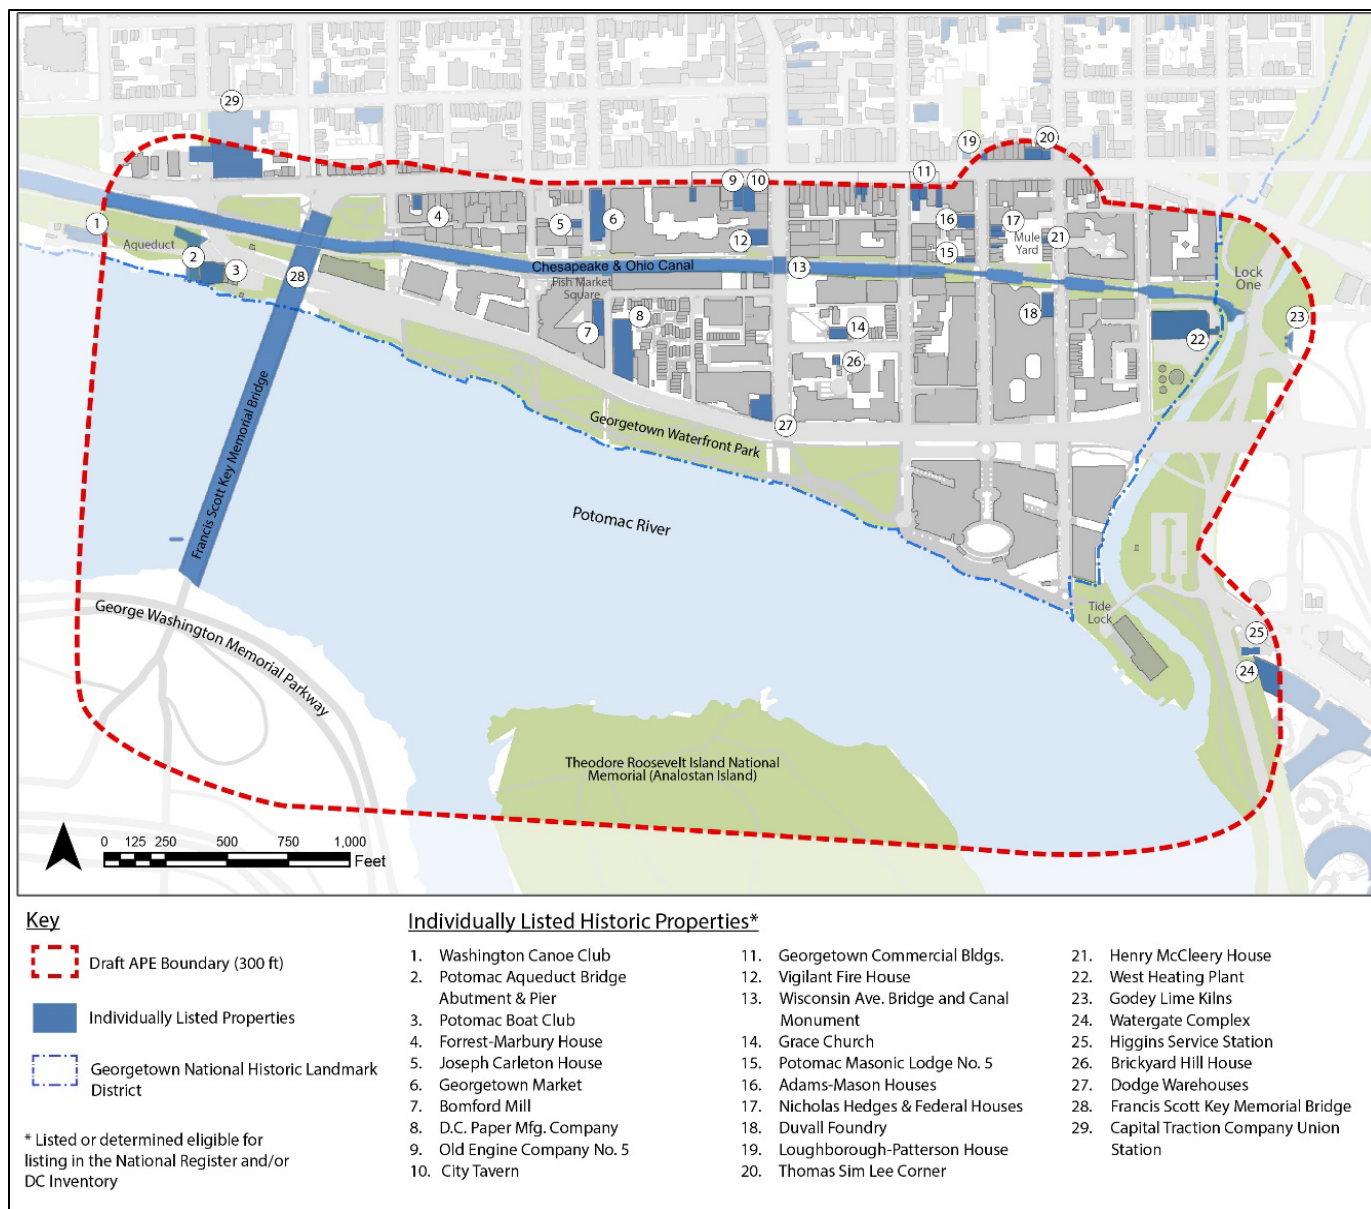 29
20
19
11
9
10
1
4
5
6
16
17
12
21
Aqueduct
Mule
Yard
2
3
28
15
Chesapeake & Ohio Canal
13
Lock
One
Fish Market
Square
7
8
14
18
22
23
26
Francis Scott Key Memorial Bridge
Georgetown Waterfront Park
27
Potomac River
George Washington Memorial Parkway
Tide
Lock
25
24
Theodore Roosevelt Island National
Memorial (Analostan Island)
0 125 250 500 750 1,000
Feet
Key
Draft APE Boundary (300 ft)
Individually Listed Properties
Georgetown National Historic Landmark
District
* Listed or determined eligible for
listing in the National Register and/or
DC Inventory
Individually Listed Historic Properties*
1. Washington Canoe Club
2. Potomac Aqueduct Bridge
Abutment & Pier
3. Potomac Boat Club
4. Forrest-Marbury House
5. Joseph Carleton House
6. Georgetown Market
7. Bomford Mill
8. D.C. Paper Mfg. Company
9. Old Engine Company No. 5
10. City Tavern
11. Georgetown Commercial Bldgs.
12. Vigilant Fire House
13. Wisconsin Ave. Bridge and Canal
Monument
14. Grace Church
15. Potomac Masonic Lodge No. 5
16. Adams-Mason Houses
17. Nicholas Hedges & Federal Houses
18. Duvall Foundry
19. Loughborough-Patterson House
20. Thomas Sim Lee Corner
21. Henry McCleery House
22. West Heating Plant
23. Godey Lime Kilns
24. Watergate Complex
25. Higgins Service Station
26. Brickyard Hill House
27. Dodge Warehouses
28. Francis Scott Key Memorial Bridge
29. Capital Traction Company Union
Station